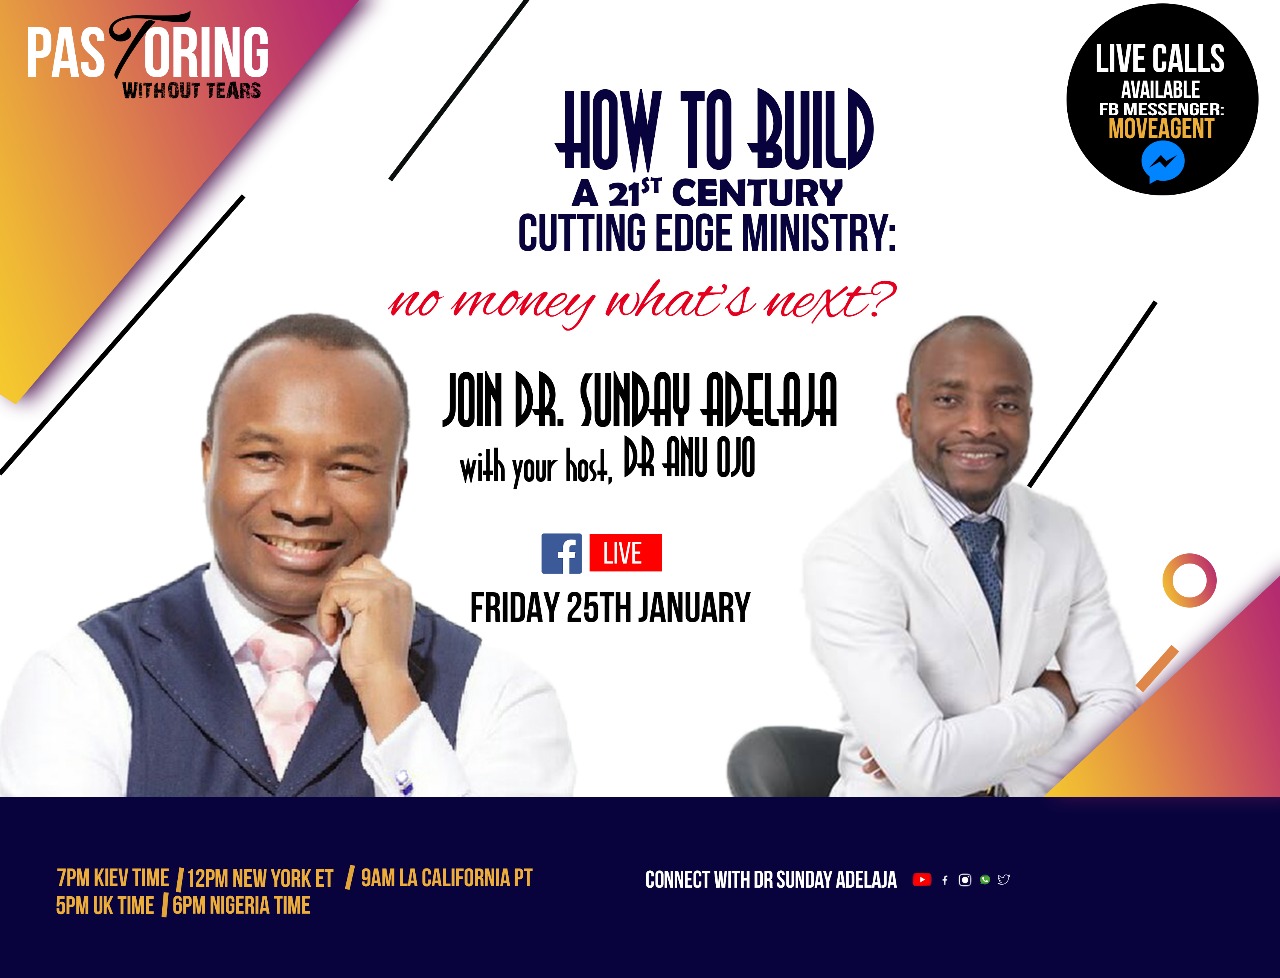 PASTORING
WITHOUT TEARS
LIVE CALLS
AVAILABLE
FB MESSENGER:
MOVEAGENT
HOW TO BUILD
A 21ST CENTURY
CUTTING EDGE MINISTRY:
no money what's next?
JOIN DR. SUNDAY ADELAJA
with your host, DR ANU OJO
f LIVE
FRIDAY 25TH JANUARY
7PM KIEV TIME / 12PM NEW YORK ET / 9AM LA CALIFORNIA PT
5PM UK TIME / 6PM NIGERIA TIME
CONNECT WITH DR SUNDAY ADELAJA